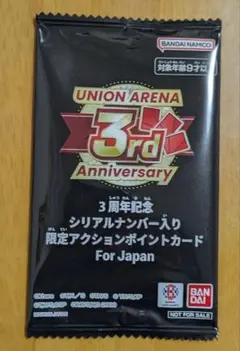 BANDAI NAMCO
対象年齢9才以上
UNION ARENA
3rd
Anniversary
3周年記念
シリアルナンバー入り
限定アクションポイントカード
For Japan
BAN
DAI
NOT FOR SALE